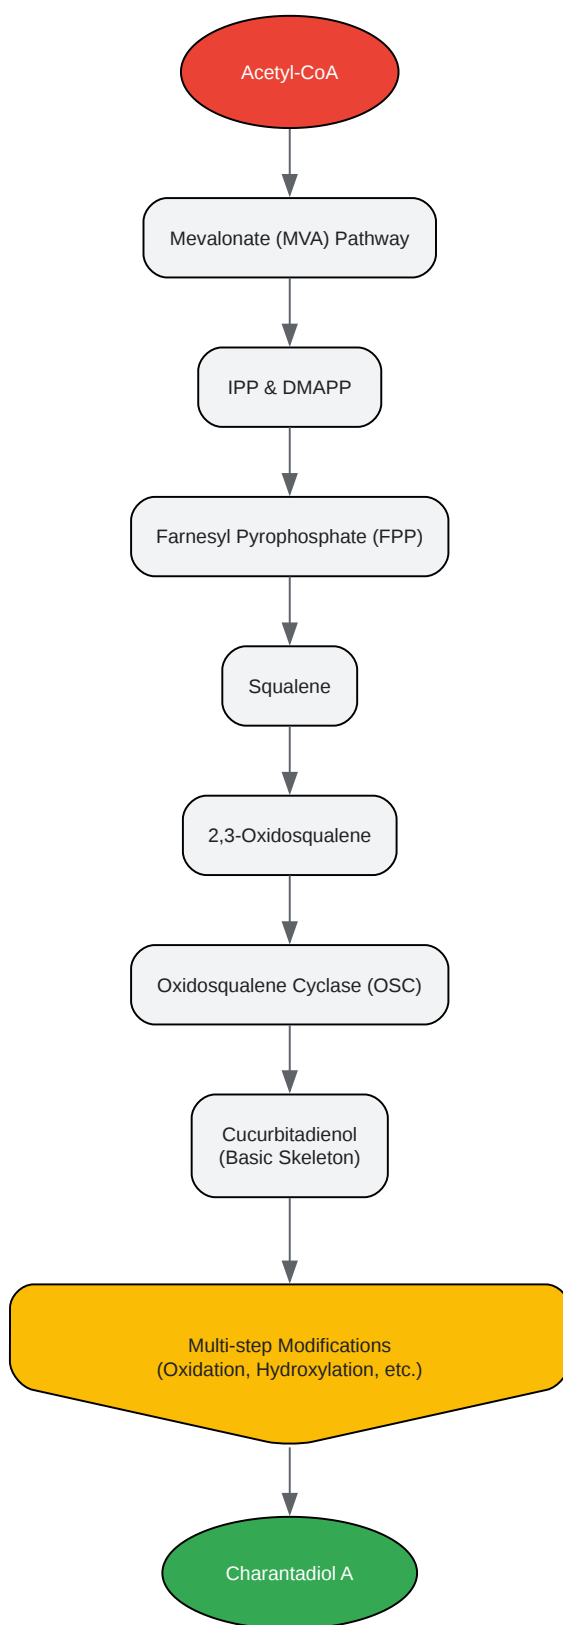 Acetyl-CoA
Mevalonate (MVA) Pathway
IPP & DMAPP
Farnesyl Pyrophosphate (FPP)
Squalene
2,3-Oxidosqualene
Oxidosqualene Cyclase (OSC)
Cucurbitadienol
(Basic Skeleton)
Multi-step Modifications
(Oxidation, Hydroxylation, etc.)
Charantadiol A